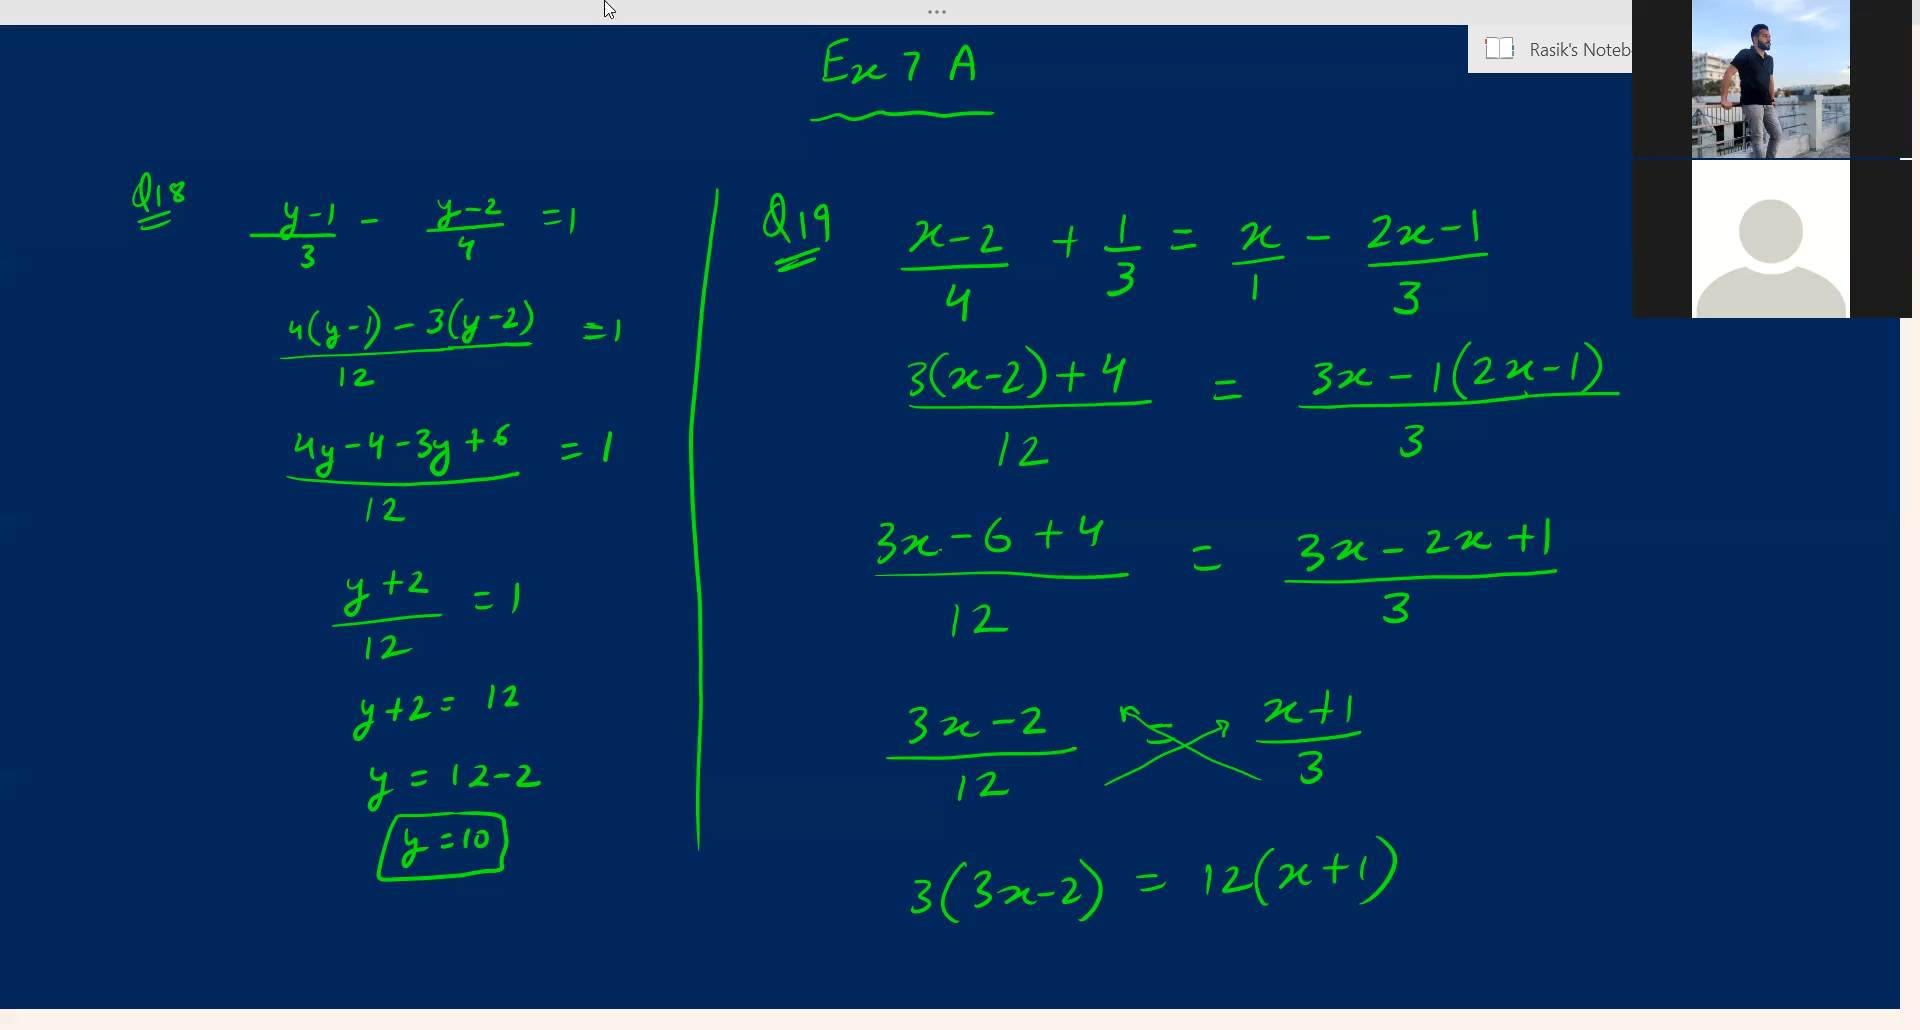 Ex 7 A
Rasik's Noteb
Q18
y-1/3 - y-2/4 =1
4(y-1) - 3(y-2)/12 =1
4y-4-3y+6/12 = 1
y+2/12 = 1
y+2 = 12
y = 12-2
y = 10
Q19
x-2/4 + 1/3 = x/1 - 2x-1/3
3(x-2)+4/12 = 3x-1(2x-1)/3
3x-6+4/12 = 3x-2x+1/3
3x-2/12 = x+1/3
3(3x-2) = 12(x+1)